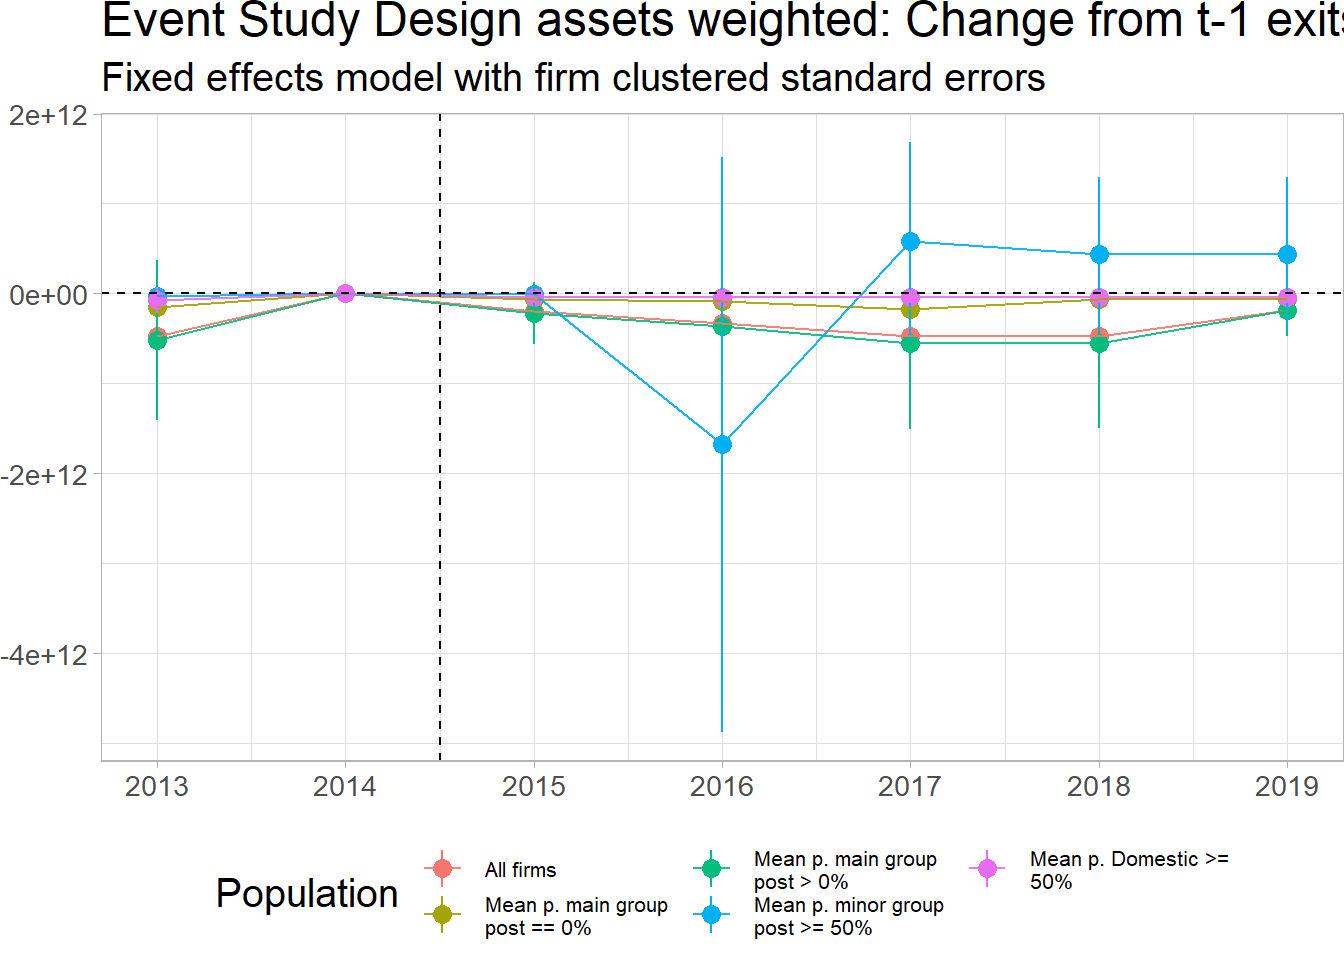 Event Study Design assets weighted: Change from t-1 exits
Fixed effects model with firm clustered standard errors
2e+12
0e+00
-2e+12
-4e+12
2013 2014 2015 2016 2017 2018 2019
Population
All firms
Mean p. main group
post == 0%
Mean p. main group
post > 0%
Mean p. minor group
post >= 50%
Mean p. Domestic >=
50%